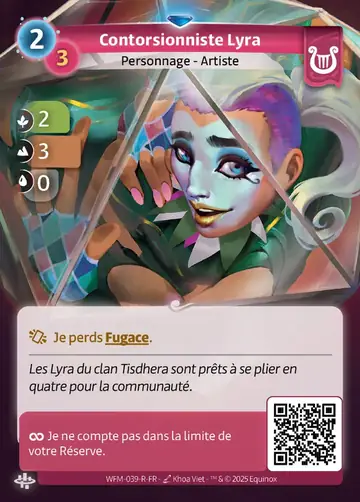 2
Contorsionniste Lyra
3
Personnage - Artiste
2
3
0
Je perds Fugace.
Les Lyra du clan Tisdhera sont prêts à se plier en
quatre pour la communauté.
∞ Je ne compte pas dans la limite de
votre Réserve.
WFM-039-R-FR - Khoa Viet - ™ & © 2025 Equinox